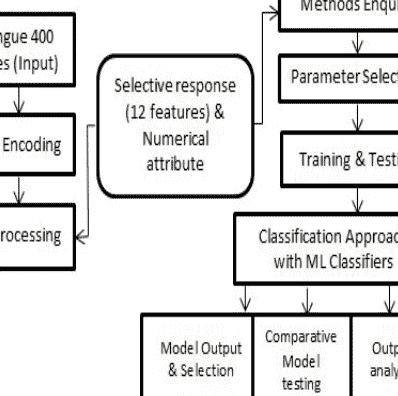 ngue 400
es (Input)
Encoding
rocessing
Selective response
(12 features) &
Numerical
attribute
Methods Enqu
Parameter Select
Training & Testi
Classification Approac
with ML Classifiers
Model Output
& Selection
Comparative
Model
testing
Outp
analy